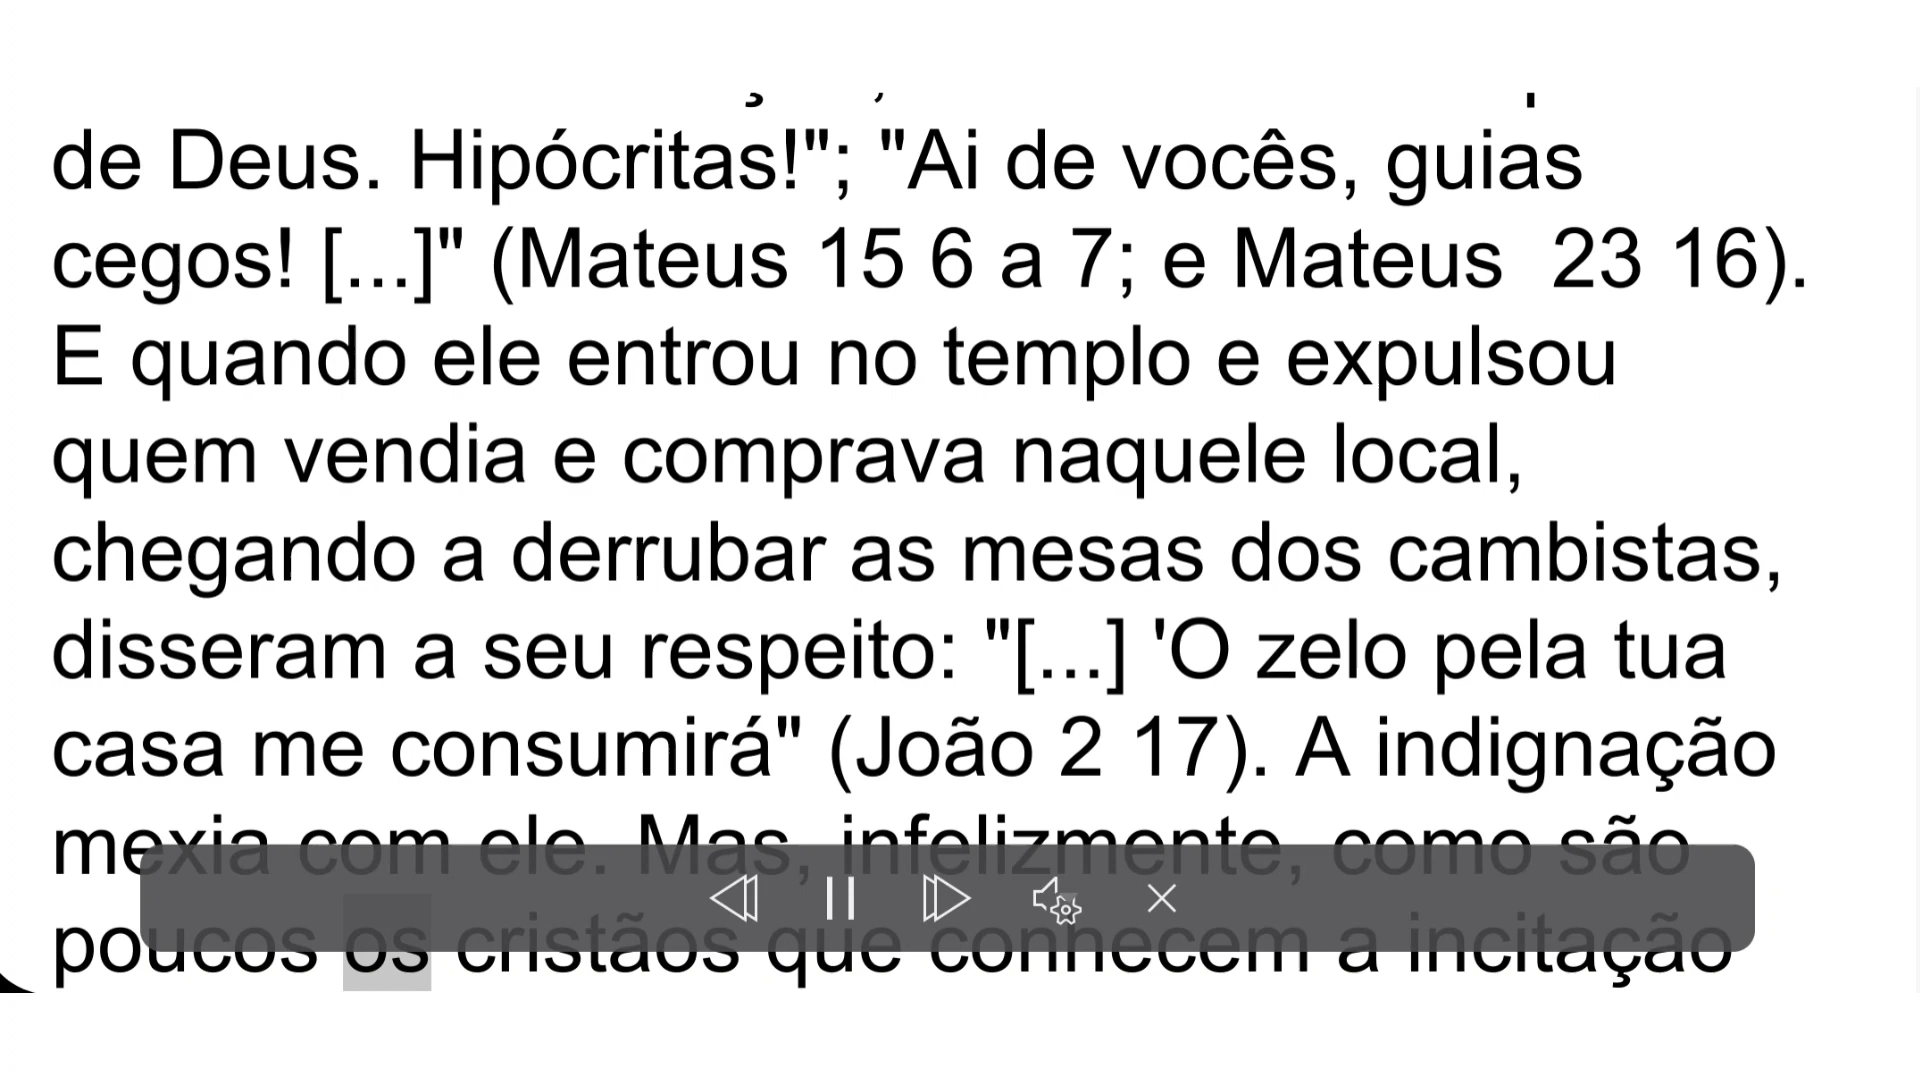 de Deus. Hipócritas!"; "Ai de vocês, guias
cegos! [...]" (Mateus 15 6 a 7; e Mateus  23 16).
E quando ele entrou no templo e expulsou
quem vendia e comprava naquele local,
chegando a derrubar as mesas dos cambistas,
disseram a seu respeito: "[...] 'O zelo pela tua
casa me consumirá" (João 2 17). A indignação
mexia com ele. Mas, infelizmente, como são
poucos os cristãos que conhecem a incitação